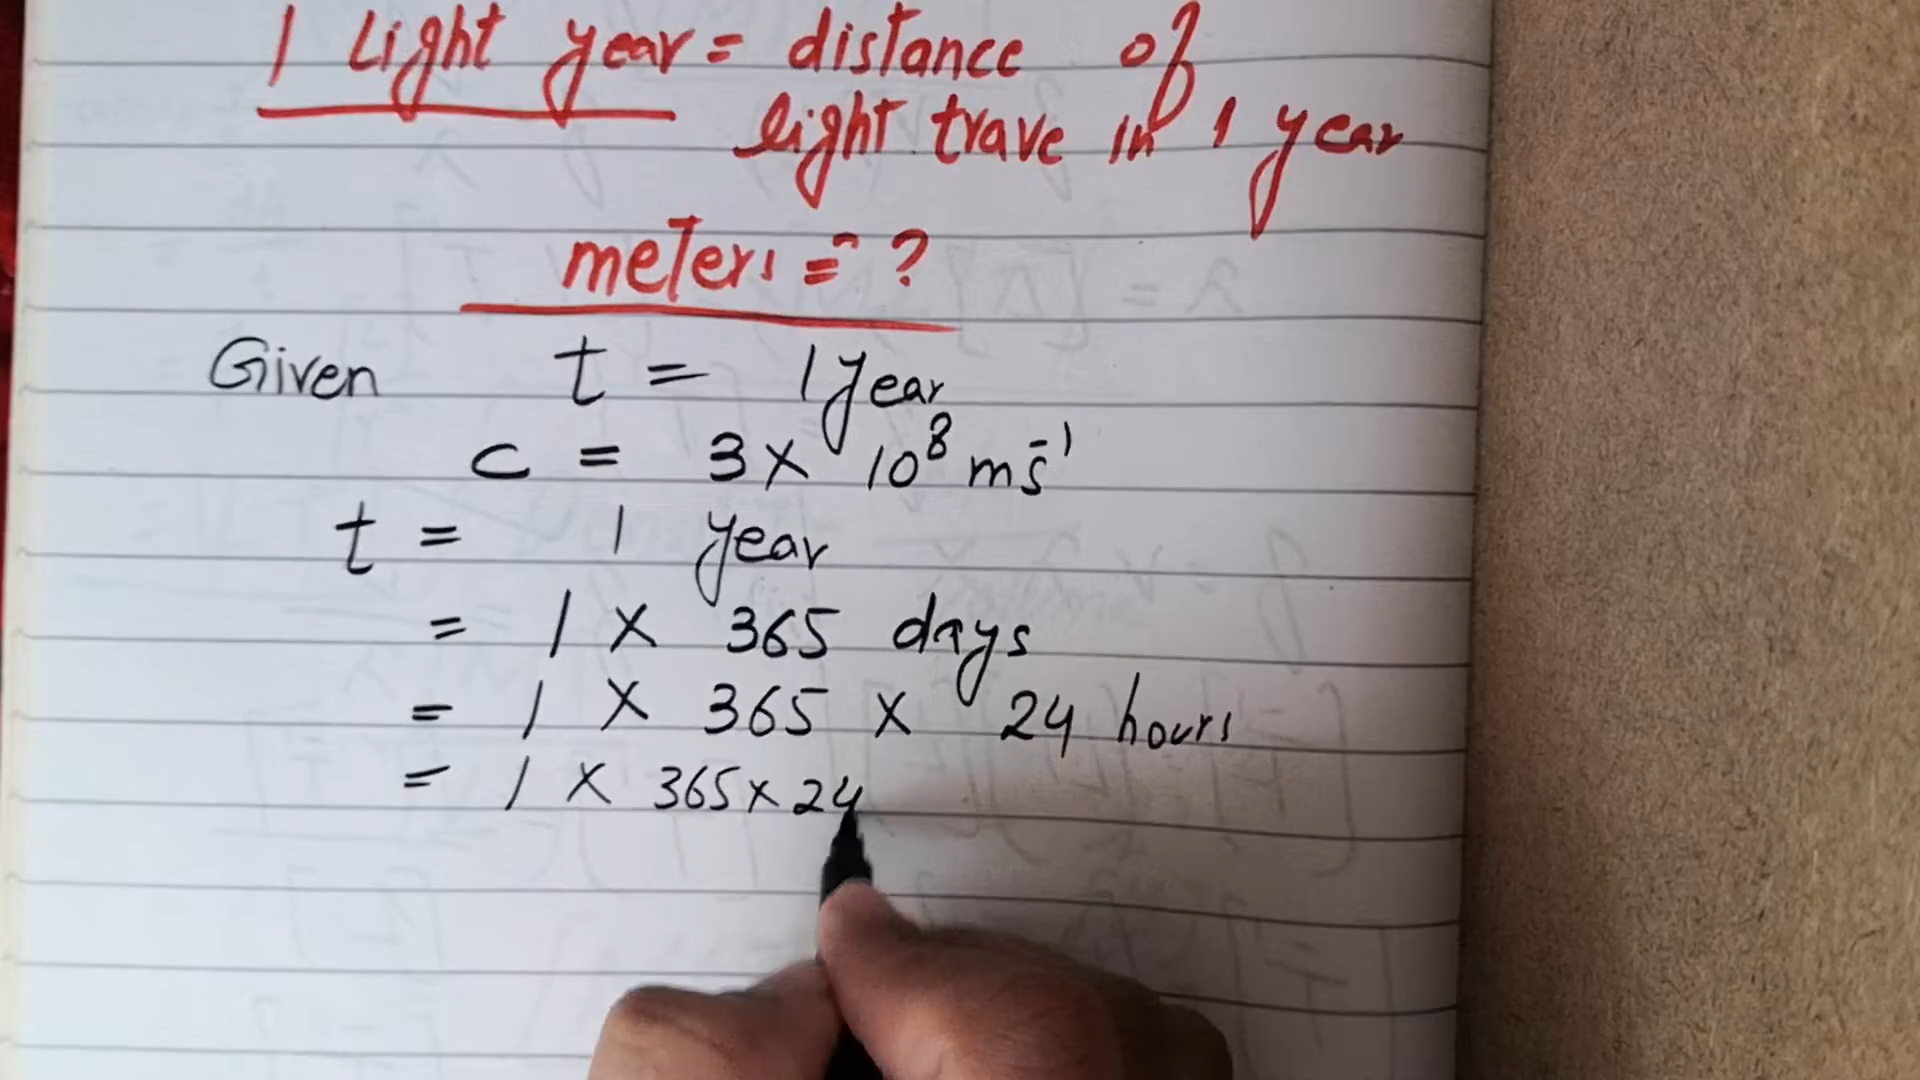 1 Light year = distance of
light trave in 1 year
meters = ?
Given t = 1 year
c = 3 × 10⁸ ms⁻¹
t = 1 year
= 1 × 365 days
= 1 × 365 × 24 hours
= 1 × 365 × 24